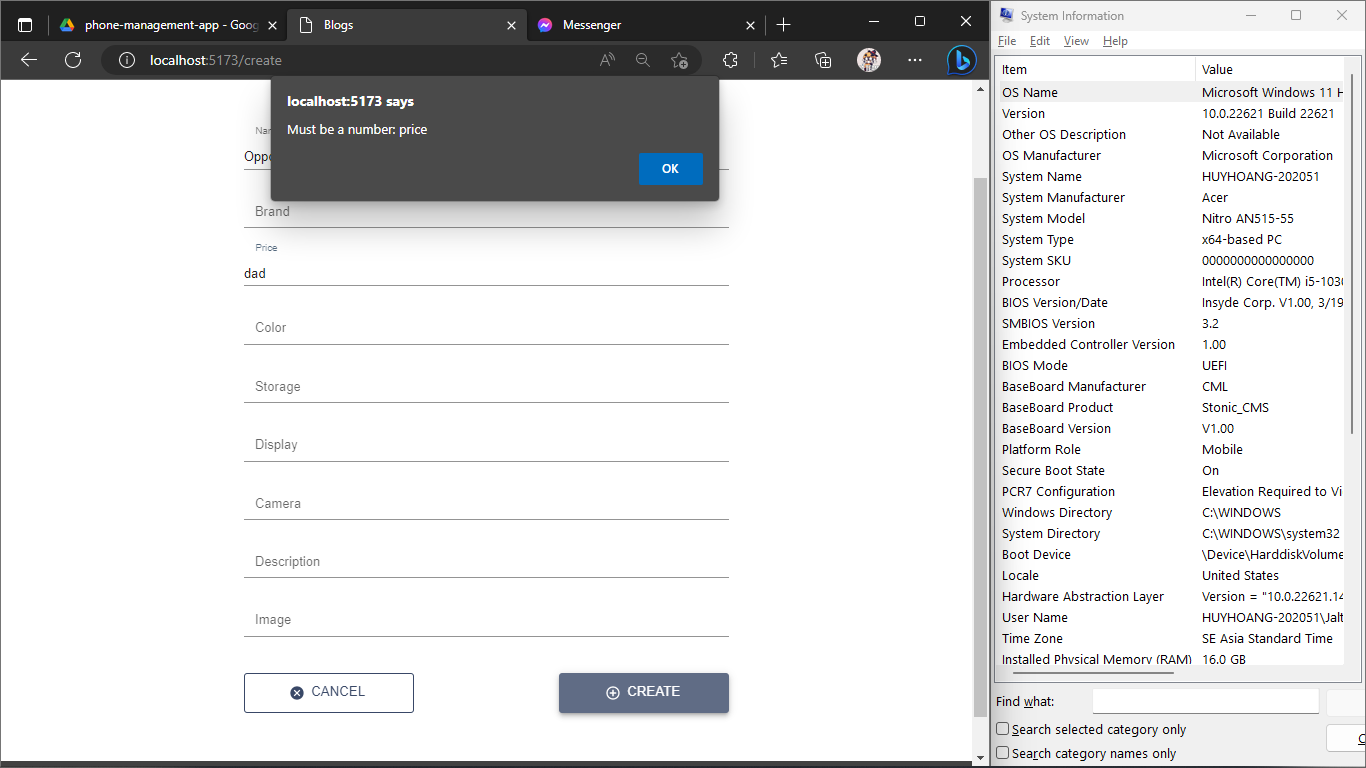 phone-management-app - Goog
Blogs
Messenger
localhost:5173/create
localhost:5173 says
Must be a number: price
OK
Brand
Price
dad
Color
Storage
Display
Camera
Description
Image
CANCEL
CREATE
System Information
File Edit View Help
Item Value
OS Name Microsoft Windows 11 H
Version 10.0.22621 Build 22621
Other OS Description Not Available
OS Manufacturer Microsoft Corporation
System Name HUYHOANG-202051
System Manufacturer Acer
System Model Nitro AN515-55
System Type x64-based PC
System SKU 0000000000000000
Processor Intel(R) Core(TM) i5-1030
BIOS Version/Date Insyde Corp. V1.00, 3/19
SMBIOS Version 3.2
Embedded Controller Version 1.00
BIOS Mode UEFI
BaseBoard Manufacturer CML
BaseBoard Product Stonic_CMS
BaseBoard Version V1.00
Platform Role Mobile
Secure Boot State On
PCR7 Configuration Elevation Required to Vi
Windows Directory C:\WINDOWS
System Directory C:\WINDOWS\system32
Boot Device \Device\HarddiskVolume
Locale United States
Hardware Abstraction Layer Version = "10.0.22621.14
User Name HUYHOANG-202051\Jalt
Time Zone SE Asia Standard Time
Installed Physical Memory (RAM) 16.0 GB
Find what:
Search selected category only
Search category names only